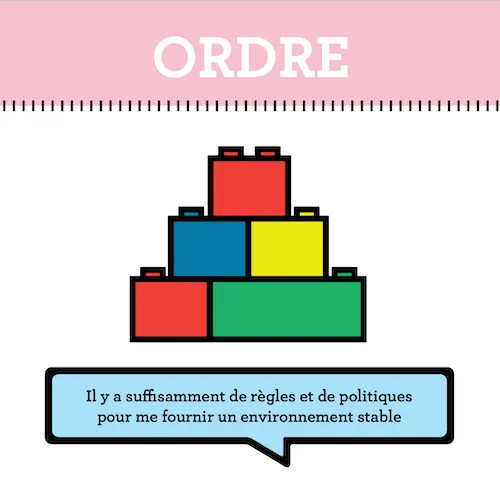 ORDRE
Il y a suffisamment de règles et de politiques
pour me fournir un environnement stable